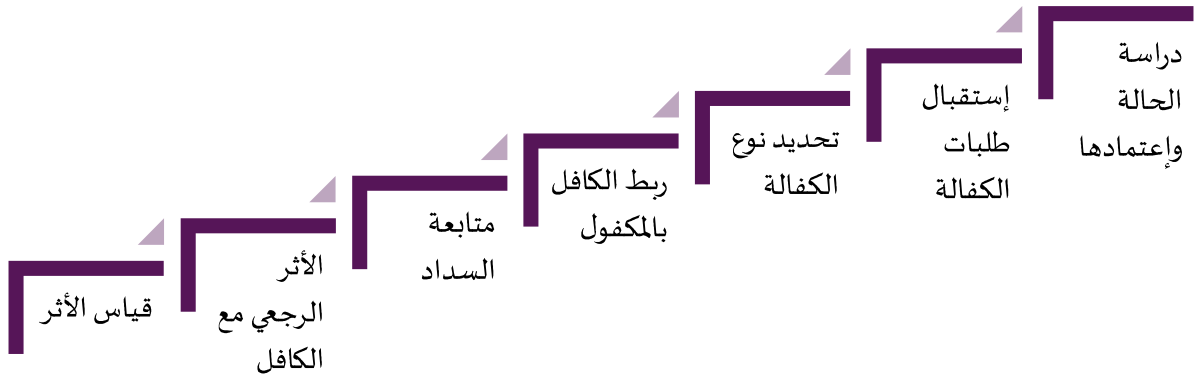 دراسة
الحالة
وإعتمادها
إستقبال
طلبات
الكفالة
تحديد نوع
الكفالة
ربط الكافل
بالمكفول
متابعة
السداد
الأثر
الرجعي مع
الكافل
قياس الأثر